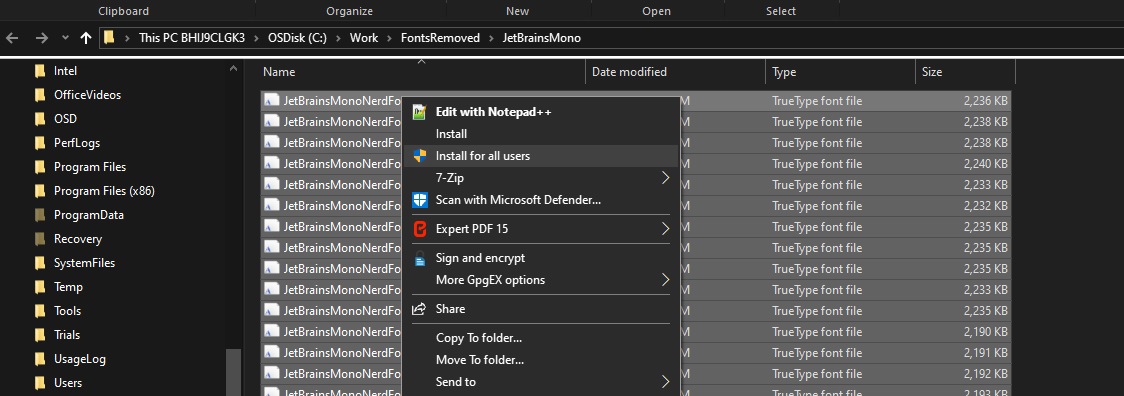 Clipboard Organize New Open Select
This PC BHIJ9CLGK3 > OSDisk (C:) > Work > FontsRemoved > JetBrainsMono
Name Date modified Type Size
Intel
OfficeVideos
OSD
PerfLogs
Program Files
Program Files (x86)
ProgramData
Recovery
SystemFiles
Temp
Tools
Trials
UsageLog
Users
JetBrainsMonoNerdFo M TrueType font file 2,236 KB
JetBrainsMonoNerdFo M TrueType font file 2,238 KB
JetBrainsMonoNerdFo M TrueType font file 2,238 KB
JetBrainsMonoNerdFo M TrueType font file 2,240 KB
JetBrainsMonoNerdFo M TrueType font file 2,233 KB
JetBrainsMonoNerdFo M TrueType font file 2,232 KB
JetBrainsMonoNerdFo M TrueType font file 2,235 KB
JetBrainsMonoNerdFo M TrueType font file 2,235 KB
JetBrainsMonoNerdFo M TrueType font file 2,235 KB
JetBrainsMonoNerdFo M TrueType font file 2,233 KB
JetBrainsMonoNerdFo M TrueType font file 2,233 KB
JetBrainsMonoNerdFo M TrueType font file 2,190 KB
JetBrainsMonoNerdFo M TrueType font file 2,191 KB
JetBrainsMonoNerdFo M TrueType font file 2,192 KB
JetBrainsMonoNerdFo M TrueType font file 2,193 KB
Edit with Notepad++
Install
Install for all users
7-Zip
Scan with Microsoft Defender...
Expert PDF 15
Sign and encrypt
More GpgEX options
Share
Copy To folder...
Move To folder...
Send to